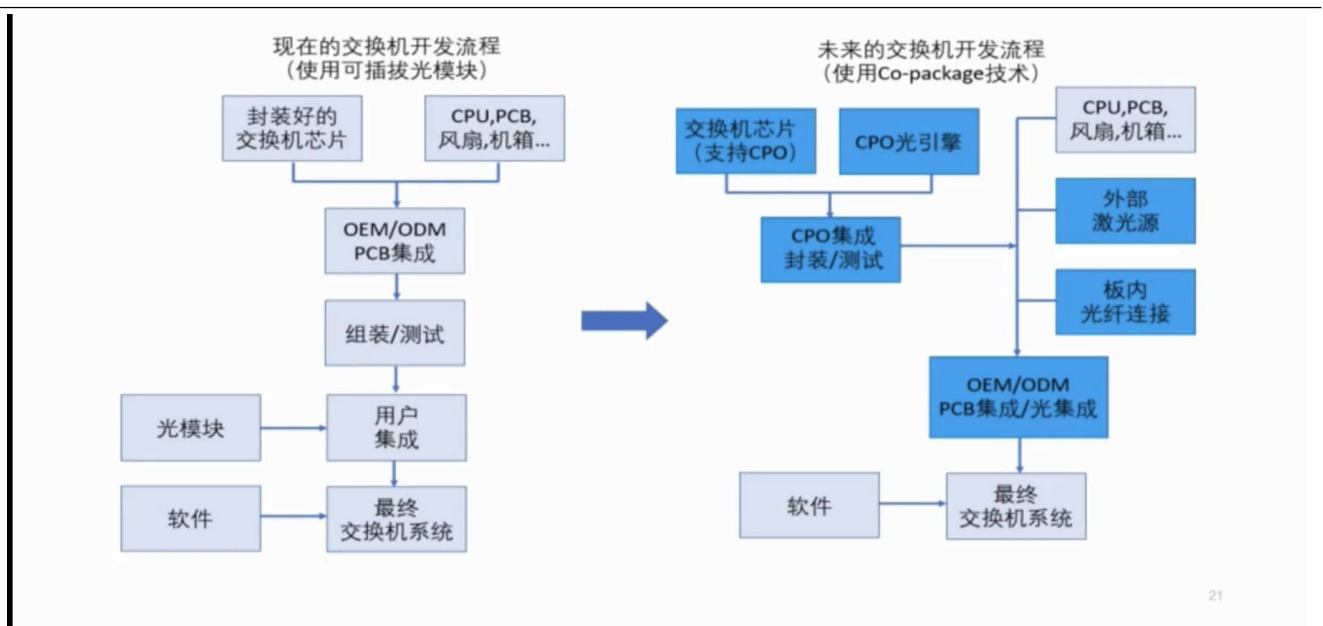 现在的交换机开发流程
（使用可插拔光模块）
封装好的
交换机芯片
CPU,PCB,
风扇,机箱...
OEM/ODM
PCB集成
组装/测试
光模块
用户
集成
软件
最终
交换机系统
未来的交换机开发流程
（使用Co-package技术）
交换机芯片
（支持CPO）
CPO光引擎
CPU,PCB,
风扇,机箱...
外部
激光源
CPO集成
封装/测试
板内
光纤连接
OEM/ODM
PCB集成/光集成
软件
最终
交换机系统
21